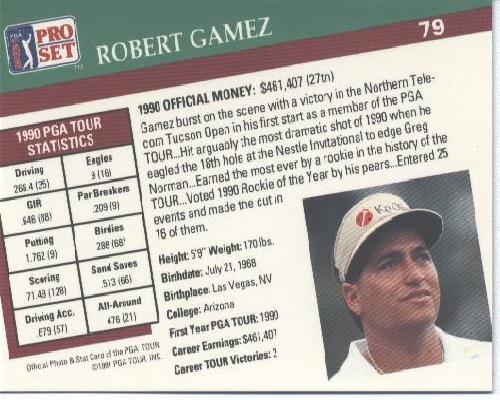 PGA TOUR
PRO
SET
TM
ROBERT GAMEZ
79
1990 OFFICIAL MONEY: $461,407 (27tn)
Gamez burst on the scene with a victory in the Northern Tele-
com Tucson Open in his first start as a member of the PGA
TOUR...Hit arguably the most dramatic shot of 1990 when he
eagled the 18th hole at the Nestle Invitational to edge Greg
Norman...Earned the most ever by a rookie in the history of the
TOUR...Voted 1990 Rookie of the Year by his peers...Entered 25
events and made the cut in
16 of them.
1990 PGA TOUR
STATISTICS
Driving
266.4 (35)
Eagles
9 (16)
GIR
.646 (88)
Par Breakers
.209 (9)
Putting
1.762 (9)
Birdies
288 (68)
Scoring
71.49 (128)
Sand Saves
.513 (66)
Driving Acc.
.679 (57)
All-Around
476 (21)
Official Photo & Stat Card of the PGA TOUR
©1991 PGA TOUR, INC.
Height: 5'9" Weight: 170 lbs.
Birthdate: July 21, 1968
Birthplace: Las Vegas, NV
College: Arizona
First Year PGA TOUR: 1990
Career Earnings: $461,407
Career TOUR Victories: 2